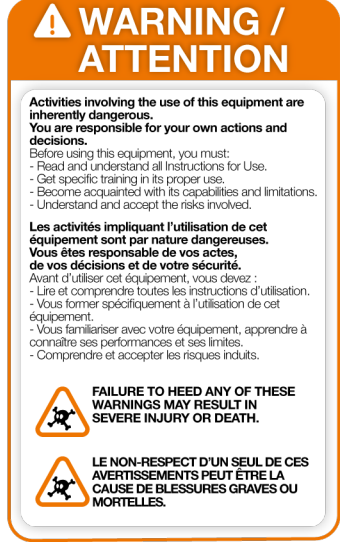 WARNING /
ATTENTION
Activities involving the use of this equipment are
inherently dangerous.
You are responsible for your own actions and
decisions.
Before using this equipment, you must:
- Read and understand all Instructions for Use.
- Get specific training in its proper use.
- Become acquainted with its capabilities and limitations.
- Understand and accept the risks involved.
Les activités impliquant l'utilisation de cet
équipement sont par nature dangereuses.
Vous êtes responsable de vos actes,
de vos décisions et de votre sécurité.
Avant d'utiliser cet équipement, vous devez :
- Lire et comprendre toutes les instructions d'utilisation.
- Vous former spécifiquement à l'utilisation de cet
équipement.
- Vous familiariser avec votre équipement, apprendre à
connaître ses performances et ses limites.
- Comprendre et accepter les risques induits.
FAILURE TO HEED ANY OF THESE
WARNINGS MAY RESULT IN
SEVERE INJURY OR DEATH.
LE NON-RESPECT D'UN SEUL DE CES
AVERTISSEMENTS PEUT ÊTRE LA
CAUSE DE BLESSURES GRAVES OU
MORTELLES.